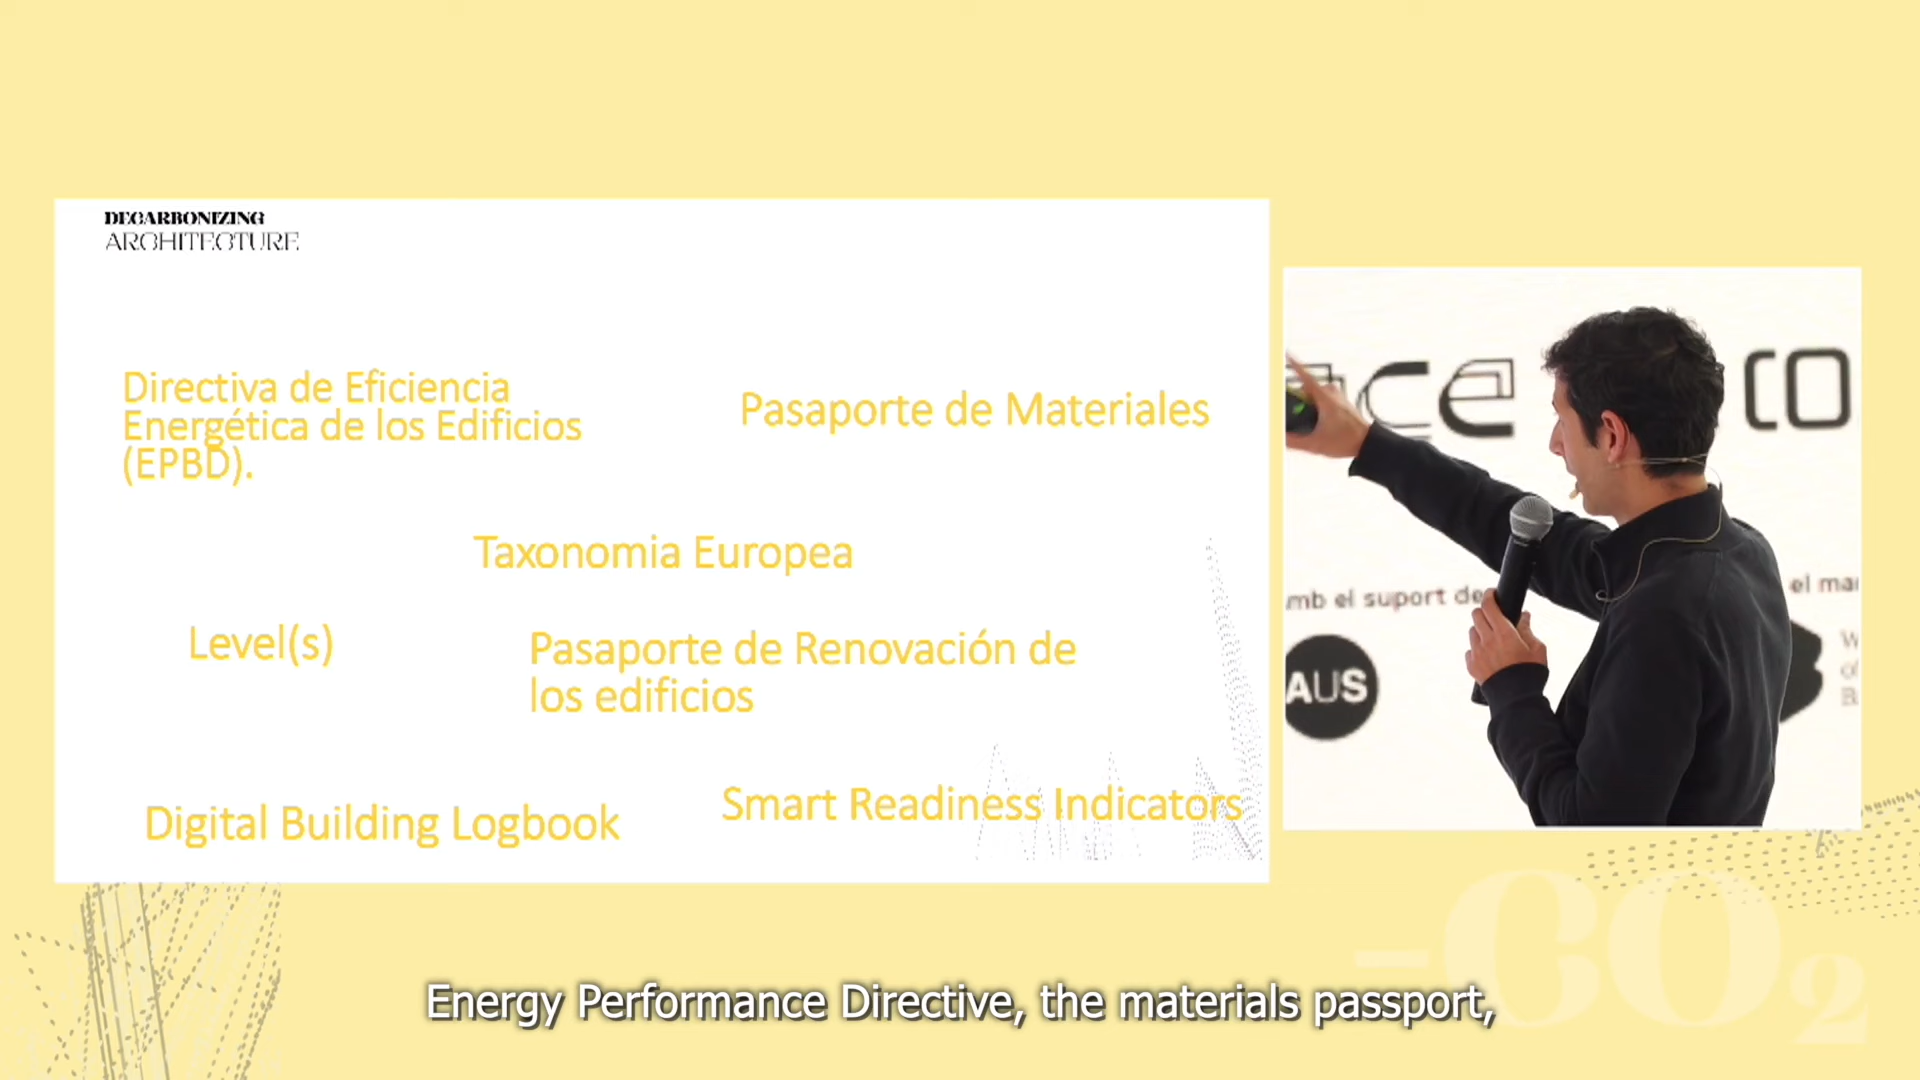 DECARBONIZING
ARCHITECTURE
Directiva de Eficiencia
Energética de los Edificios
(EPBD).
Pasaporte de Materiales
Taxonomia Europea
Level(s)
Pasaporte de Renovación de
los edificios
Digital Building Logbook
Smart Readiness Indicators
co
mb el suport de
el mar
AUS
-CO2
Energy Performance Directive, the materials passport,